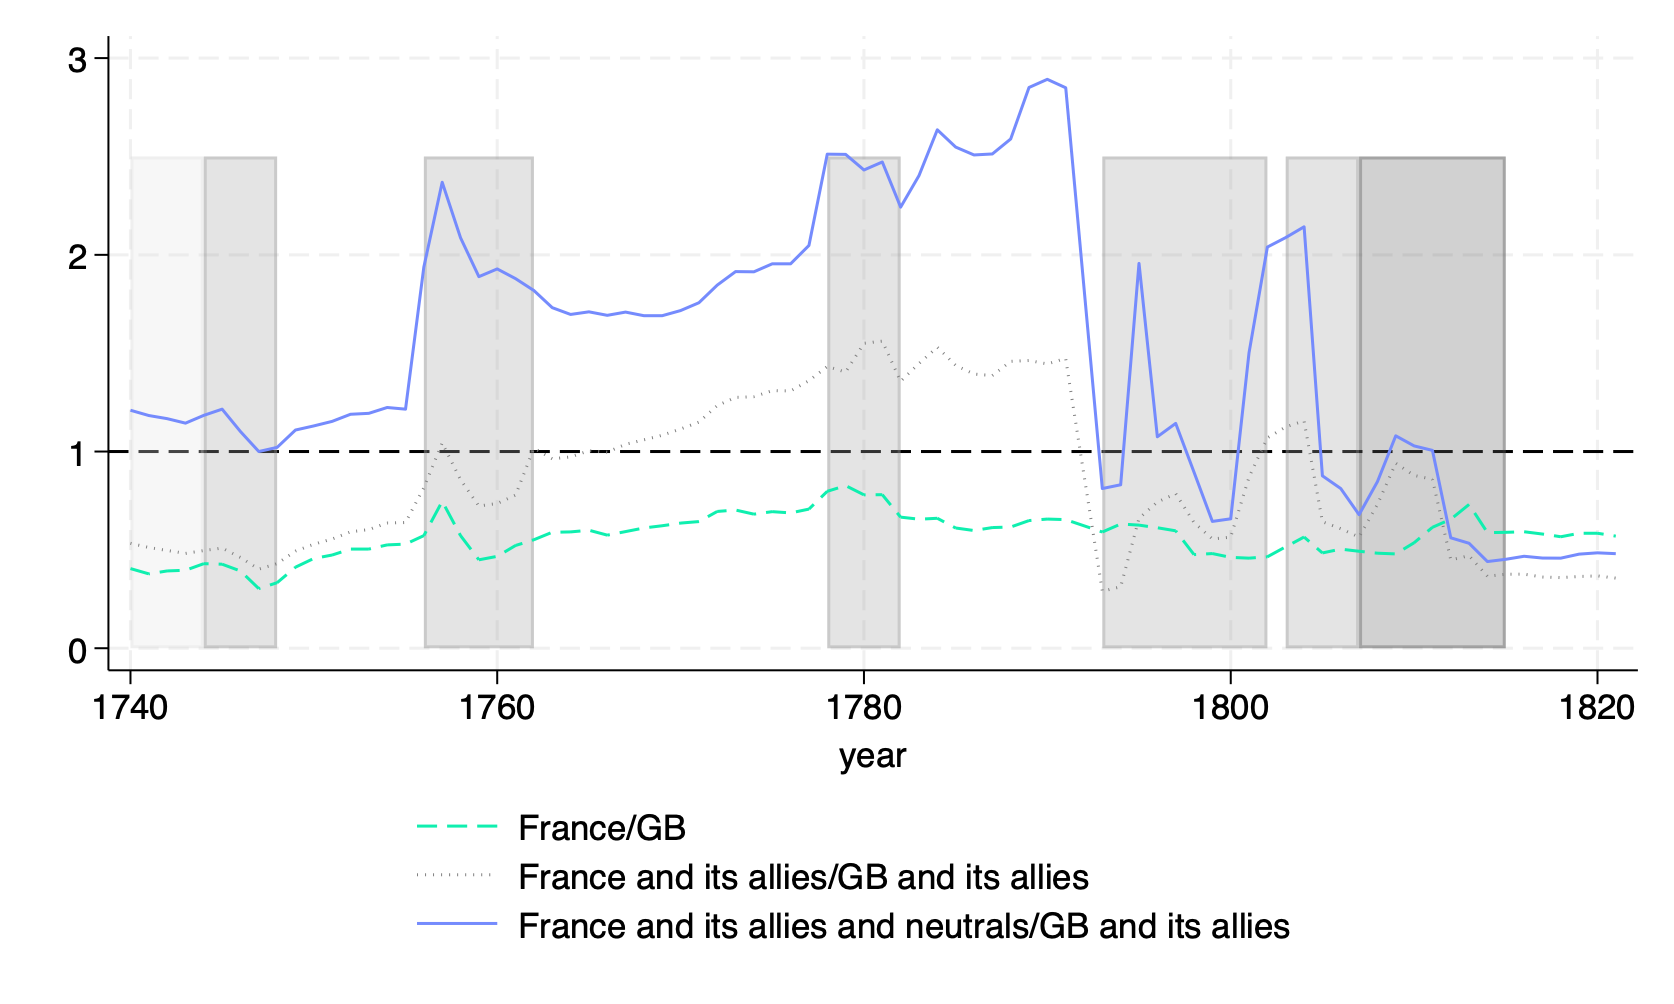 3
2
1
0
1740 1760 1780 1800 1820
year
France/GB
France and its allies/GB and its allies
France and its allies and neutrals/GB and its allies